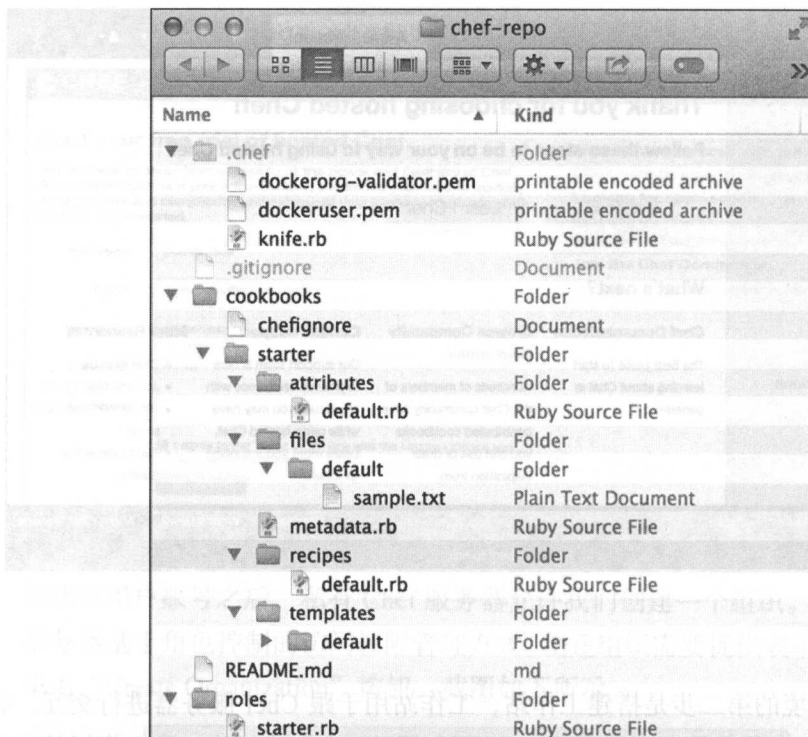 chef-repo
Name Kind
.chef Folder
dockerorg-validator.pem printable encoded archive
dockeruser.pem printable encoded archive
knife.rb Ruby Source File
.gitignore Document
cookbooks Folder
chefignore Document
starter Folder
attributes Folder
default.rb Ruby Source File
files Folder
default Folder
sample.txt Plain Text Document
metadata.rb Ruby Source File
recipes Folder
default.rb Ruby Source File
templates Folder
default Folder
README.md md
roles Folder
starter.rb Ruby Source File